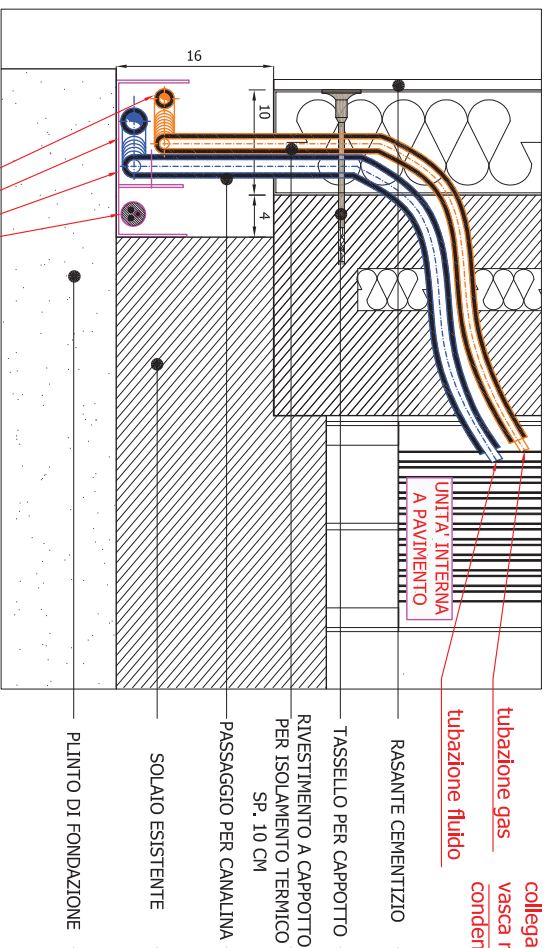 16
10
4
UNITA' INTERNA
A PAVIMENTO
tubazione gas
tubazione fluido
RASANTE CEMENTIZIO
TASSELLO PER CAPPOTTO
RIVESTIMENTO A CAPPOTTO
PER ISOLAMENTO TERMICO
SP. 10 CM
PASSAGGIO PER CANALINA
SOLAIO ESISTENTE
PLINTO DI FONDAZIONE